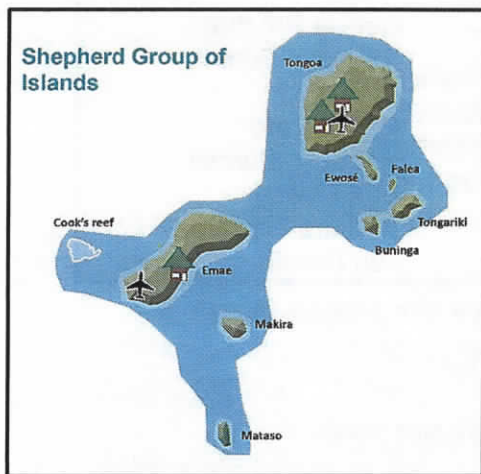 Shepherd Group of
Islands
Tongoa
Ewosé
Falea
Tongariki
Buninga
Cook's reef
Emae
Makira
Mataso